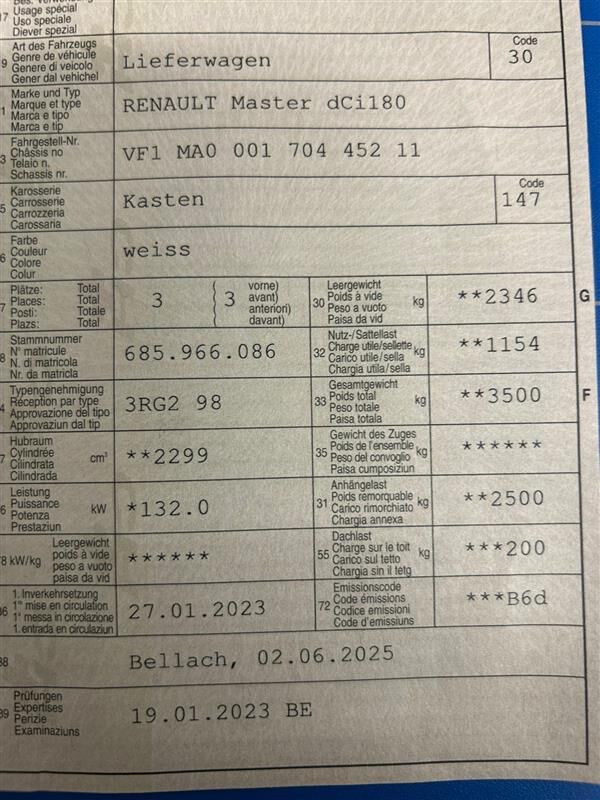 Usage spécial
Uso speciale
Diever spezial
Art des Fahrzeugs
Genre de véhicule
Genere di veicolo
Gener dal vehichel
Lieferwagen
Code
30
Marke und Typ
Marque et type
Marca e tipo
Marca e tip
RENAULT Master dCi180
Fahrgestell-Nr.
Châssis no
Telaio n.
Schassis nr.
VF1 MA0 001 704 452 11
Karosserie
Carrosserie
Carrozzeria
Carossaria
Kasten
Code
147
Farbe
Couleur
Colore
Colur
weiss
Plätze: Total
Places: Total
Posti: Totale
Plazs: Total
3
( 3 vorne)
avant)
anteriori)
davant)
30
Leergewicht
Poids à vide
Peso a vuoto
Paisa da vid
kg
**2346
G
Stammnummer
N° matricule
N. di matricola
Nr. da matricla
685.966.086
32
Nutz-/Sattellast
Charge utile/sellette
Carico utile/sella
Chargia utila/sella
kg
**1154
Typengenehmigung
Réception par type
Approvazione del tipo
Approvaziun dal tip
3RG2 98
33
Gesamtgewicht
Poids total
Peso totale
Paisa totala
kg
**3500
F
Hubraum
Cylindrée
Cilindrata
Cilindrada
cm³
**2299
35
Gewicht des Zuges
Poids de l'ensemble
Peso del convoglio
Paisa cumposiziun
kg
******
Leistung
Puissance
Potenza
Prestaziun
kW
*132.0
31
Anhängelast
Poids remorquable
Carico rimorchiato
Chargia annexa
kg
**2500
kW/kg
Leergewicht
poids à vide
peso a vuoto
paisa da vid
******
55
Dachlast
Charge sur le toit
Carico sul tetto
Chargia sin il tetg
kg
***200
1. Inverkehrsetzung
1re mise en circulation
1a messa in circolazione
1. entrada en circulaziun
27.01.2023
72
Emissionscode
Code émissions
Codice emissioni
Code d'emissiuns
***B6d
Bellach, 02.06.2025
Prüfungen
Expertises
Perizie
Examinaziuns
19.01.2023 BE